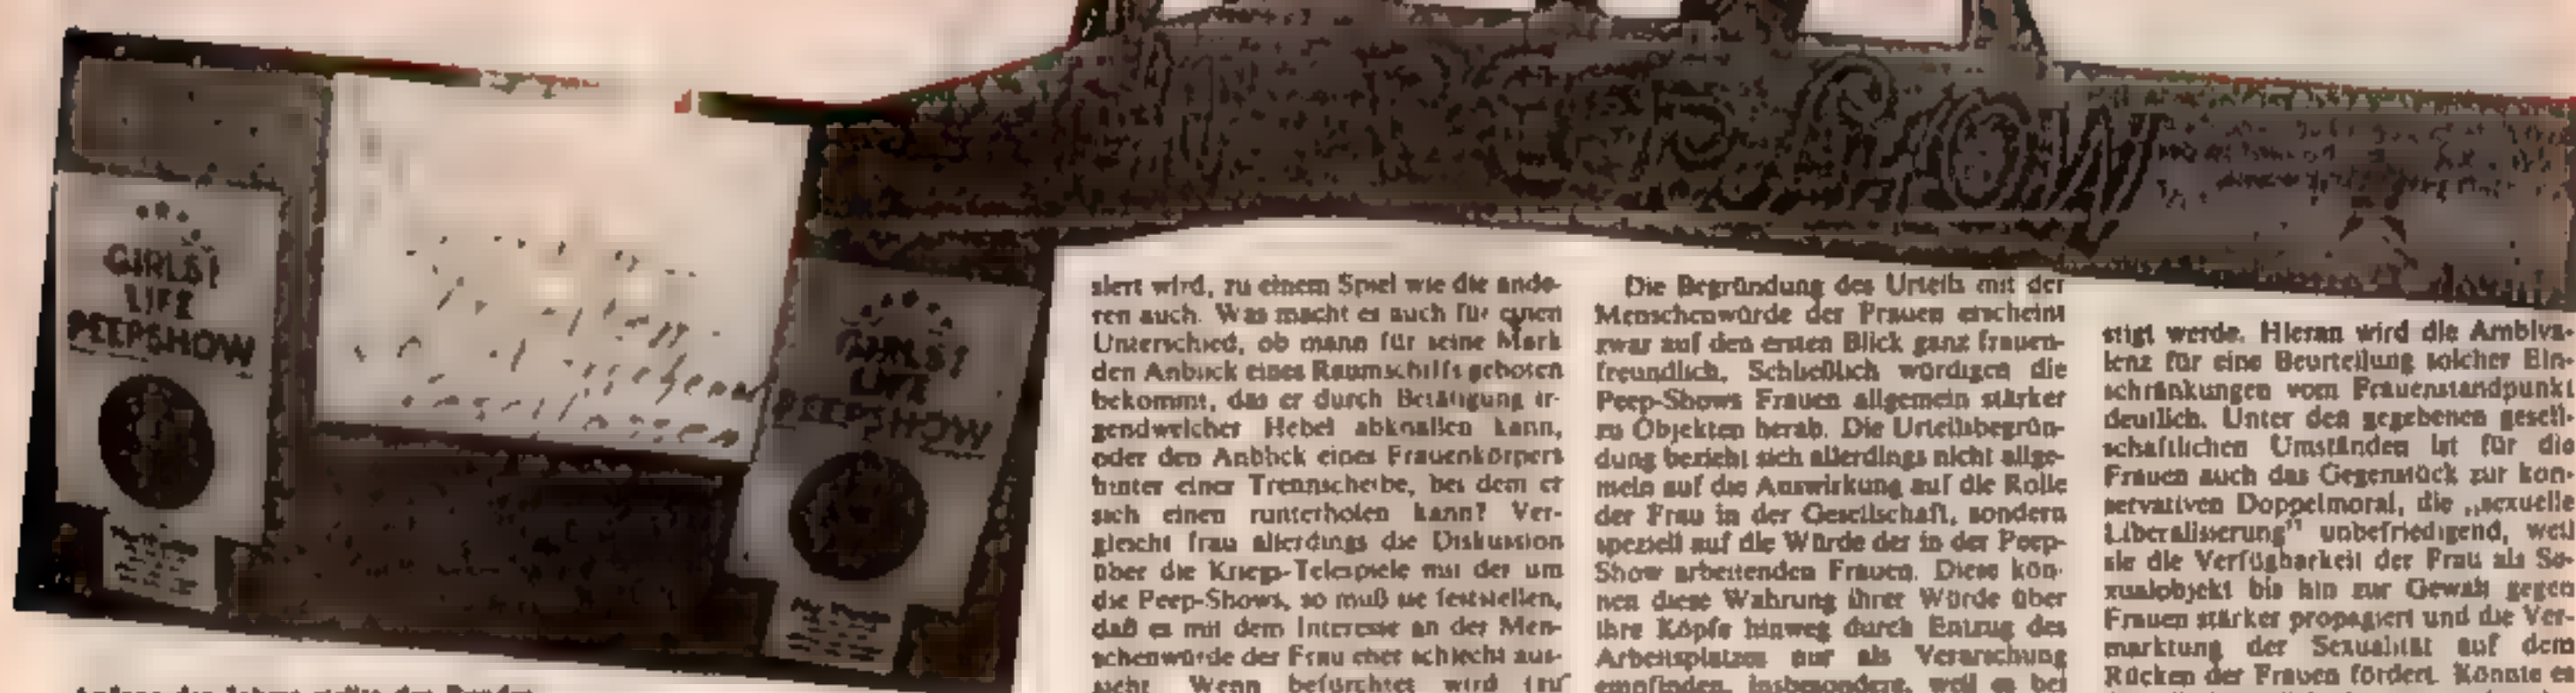 GIRLS!
LIFE
PEEPSHOW
GIRLS!
LIFE
PEEPSHOW
PEEPSHOW
siert wird, zu einem Spiel wie die ande-
ren auch. Was macht es auch für einen
Unterschied, ob mann für seine Mark
den Anblick eines Raumschiffs geboten
bekommt, das er durch Betätigung ir-
gendwelcher Hebel abknallen kann,
oder den Anblick eines Frauenkörpers
hinter einer Trennscheibe, bei dem er
sich einen runterholen kann? Ver-
gleicht frau allerdings die Diskussion
über die Kriegs-Telespiele mit der um
die Peep-Shows, so muß sie feststellen,
daß es mit dem Interesse an der Men-
schenwürde der Frau eher schlecht aus-
sieht. Wenn befürchtet wird
Die Begründung des Urteils mit der
Menschenwürde der Frauen erscheint
zwar auf den ersten Blick ganz frauen-
freundlich. Schließlich würdigen die
Peep-Shows Frauen allgemein stärker
zu Objekten herab. Die Urteilsbegrün-
dung bezieht sich allerdings nicht allge-
mein auf die Auswirkung auf die Rolle
der Frau in der Gesellschaft, sondern
speziell auf die Würde der in der Peep-
Show arbeitenden Frauen. Diese kön-
nen diese Wahrung ihrer Würde über
ihre Köpfe hinweg durch Entzug des
Arbeitsplatzes nur als Verarschung
empfinden, insbesondere, weil es bei
stigt werde. Hieran wird die Ambiva-
lenz für eine Beurteilung solcher Ein-
schränkungen vom Frauenstandpunkt
deutlich. Unter den gegebenen gesell-
schaftlichen Umständen ist für die
Frauen auch das Gegenstück zur kon-
servativen Doppelmoral, die „sexuelle
Liberalisierung" unbefriedigend, weil
sie die Verfügbarkeit der Frau als Se-
xualobjekt bis hin zur Gewalt gegen
Frauen stärker propagiert und die Ver-
marktung der Sexualität auf dem
Rücken der Frauen fördert. Könnte es